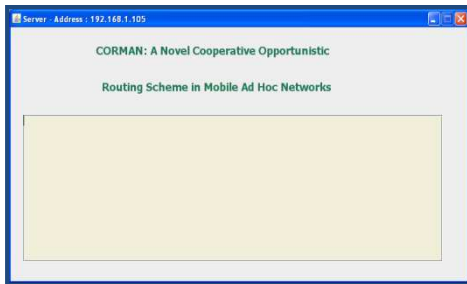 Server - Address : 192.168.1.105
CORMAN: A Novel Cooperative Opportunistic
Routing Scheme in Mobile Ad Hoc Networks